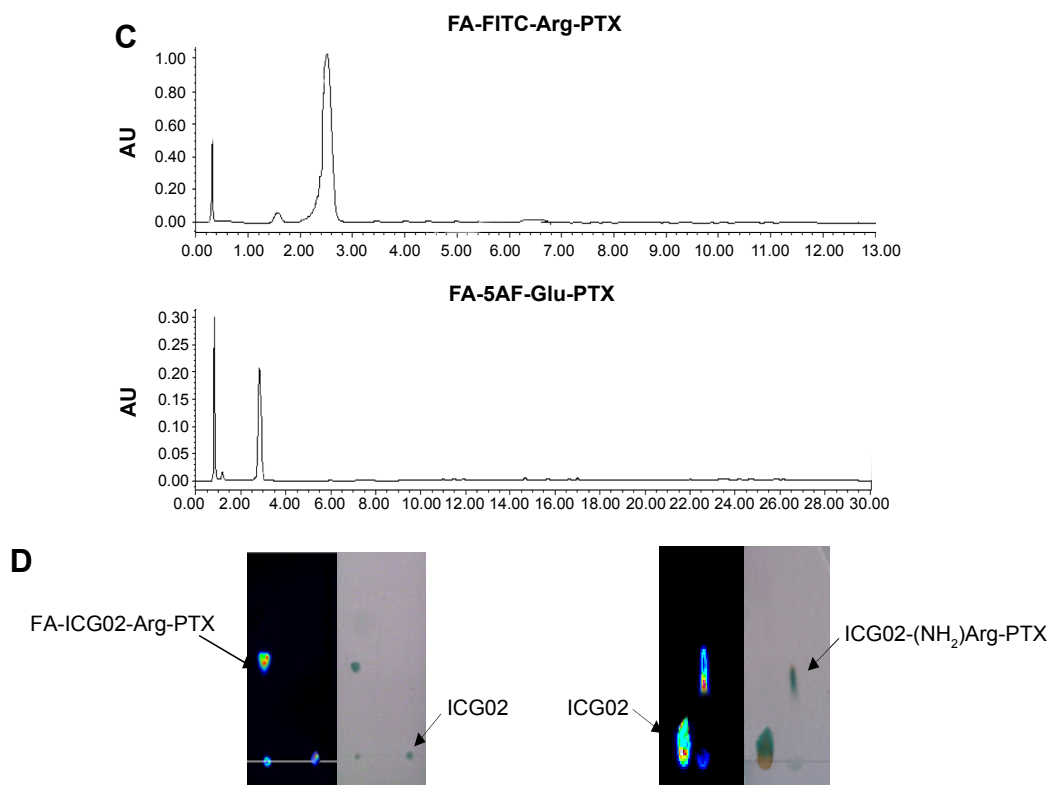 C
FA-FITC-Arg-PTX
AU
1.00
0.80
0.60
0.40
0.20
0.00
0.00 1.00 2.00 3.00 4.00 5.00 6.00 7.00 8.00 9.00 10.00 11.00 12.00 13.00
FA-5AF-Glu-PTX
AU
0.30
0.25
0.20
0.15
0.10
0.05
0.00
0.00 2.00 4.00 6.00 8.00 10.00 12.00 14.00 16.00 18.00 20.00 22.00 24.00 26.00 28.00 30.00
D
FA-ICG02-Arg-PTX
ICG02
ICG02
ICG02-(NH₂)Arg-PTX